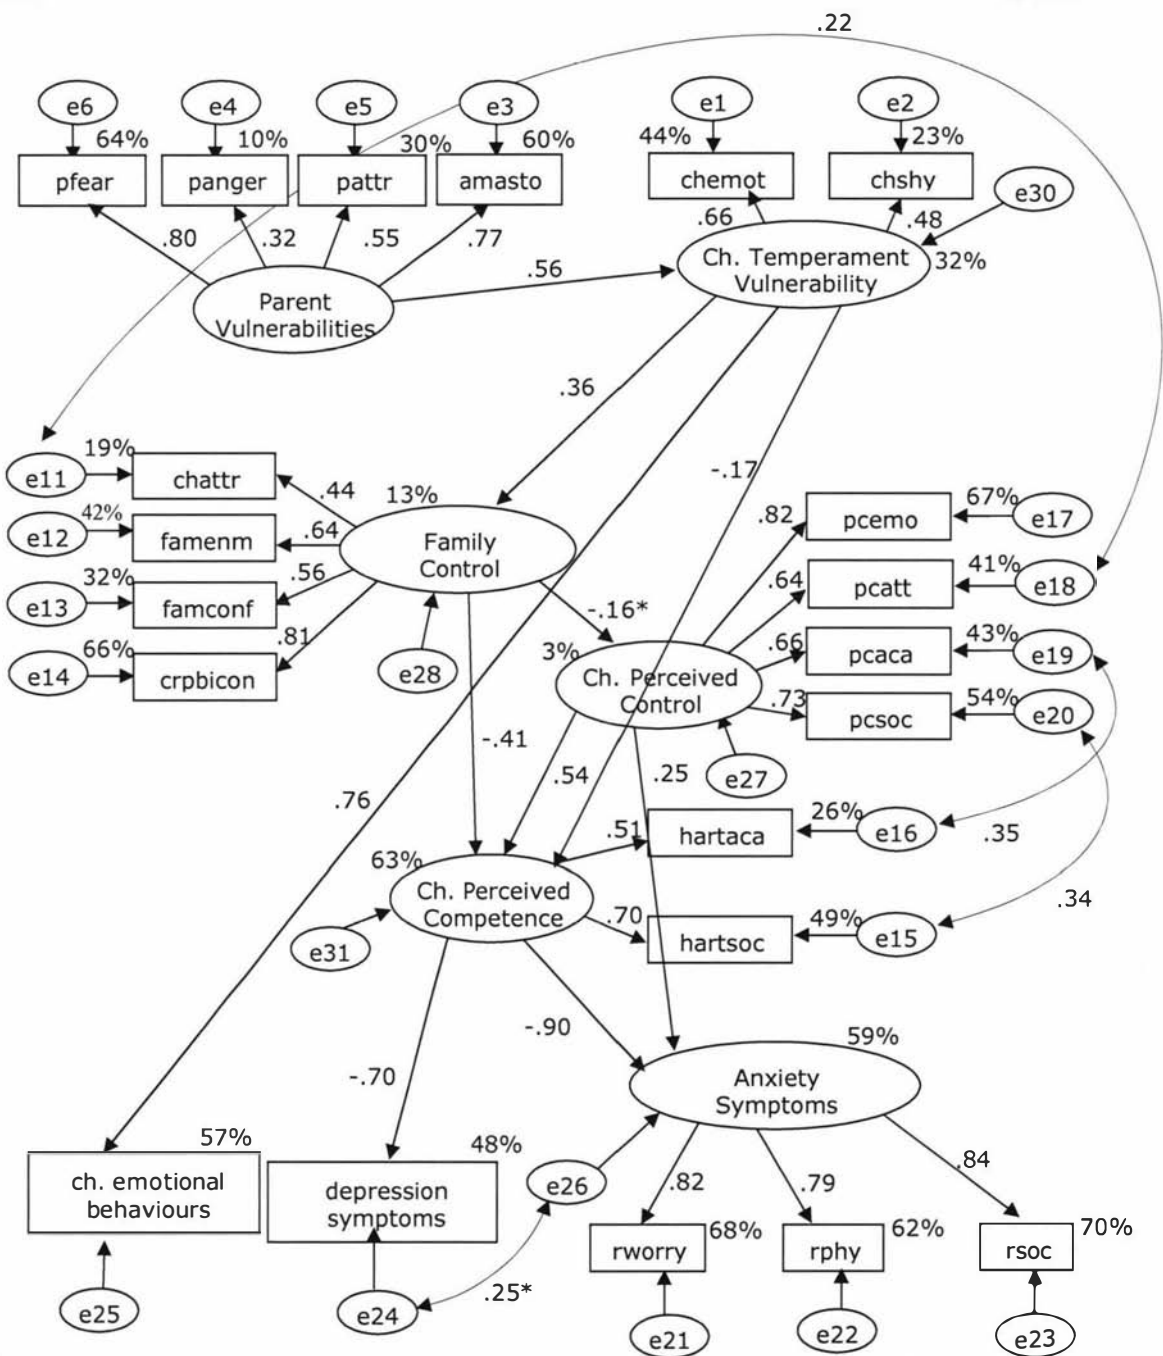 .22
e6
e4
e5
e3
e1
e2
64%
10%
30%
60%
44%
23%
pfear
panger
pattr
amasto
chemot
chshy
e30
.80
.32
.55
.77
.66
.48
.56
Ch. Temperament
Vulnerability
32%
Parent
Vulnerabilities
.36
-.17
19%
e11
chattr
.44
13%
42%
e12
famenm
.64
Family
Control
32%
e13
famconf
.56
66%
e14
crpbicon
.81
e28
-.16*
.82
pcemo
67%
e17
.64
pcatt
41%
e18
3%
Ch. Perceived
Control
.66
pcaca
43%
e19
.73
pcsoc
54%
e20
e27
-.41
.54
.25
.76
.51
hartaca
26%
e16
.35
63%
Ch. Perceived
Competence
.70
hartsoc
49%
e15
.34
e31
-.90
-.70
59%
Anxiety
Symptoms
57%
ch. emotional
behaviours
48%
depression
symptoms
e26
.82
.79
.84
rworry
68%
rphy
62%
rsoc
70%
e25
e24
.25*
e21
e22
e23